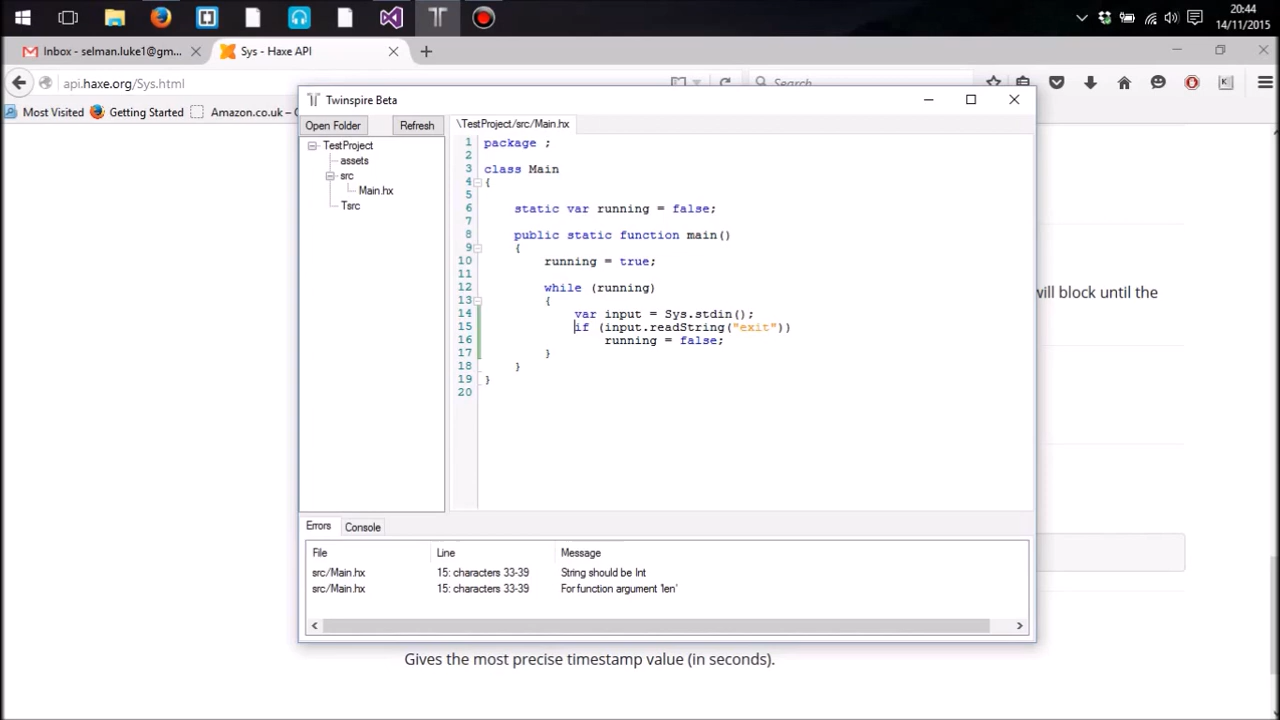 20:44
14/11/2015
Inbox - selman.luke1@gm...
Sys - Haxe API
api.haxe.org/Sys.html
Search
Most Visited
Getting Started
Amazon.co.uk –
Twinspire Beta
Open Folder
Refresh
\TestProject/src/Main.hx
TestProject
assets
src
Main.hx
Tsrc
1 package ;
2
3 class Main
4 {
5
6 static var running = false;
7
8 public static function main()
9 {
10 running = true;
11
12 while (running)
13 {
14 var input = Sys.stdin();
15 if (input.readString("exit"))
16 running = false;
17 }
18 }
19 }
20
will block until the
Errors
Console
File Line Message
src/Main.hx 15: characters 33-39 String should be Int
src/Main.hx 15: characters 33-39 For function argument 'len'
Gives the most precise timestamp value (in seconds).